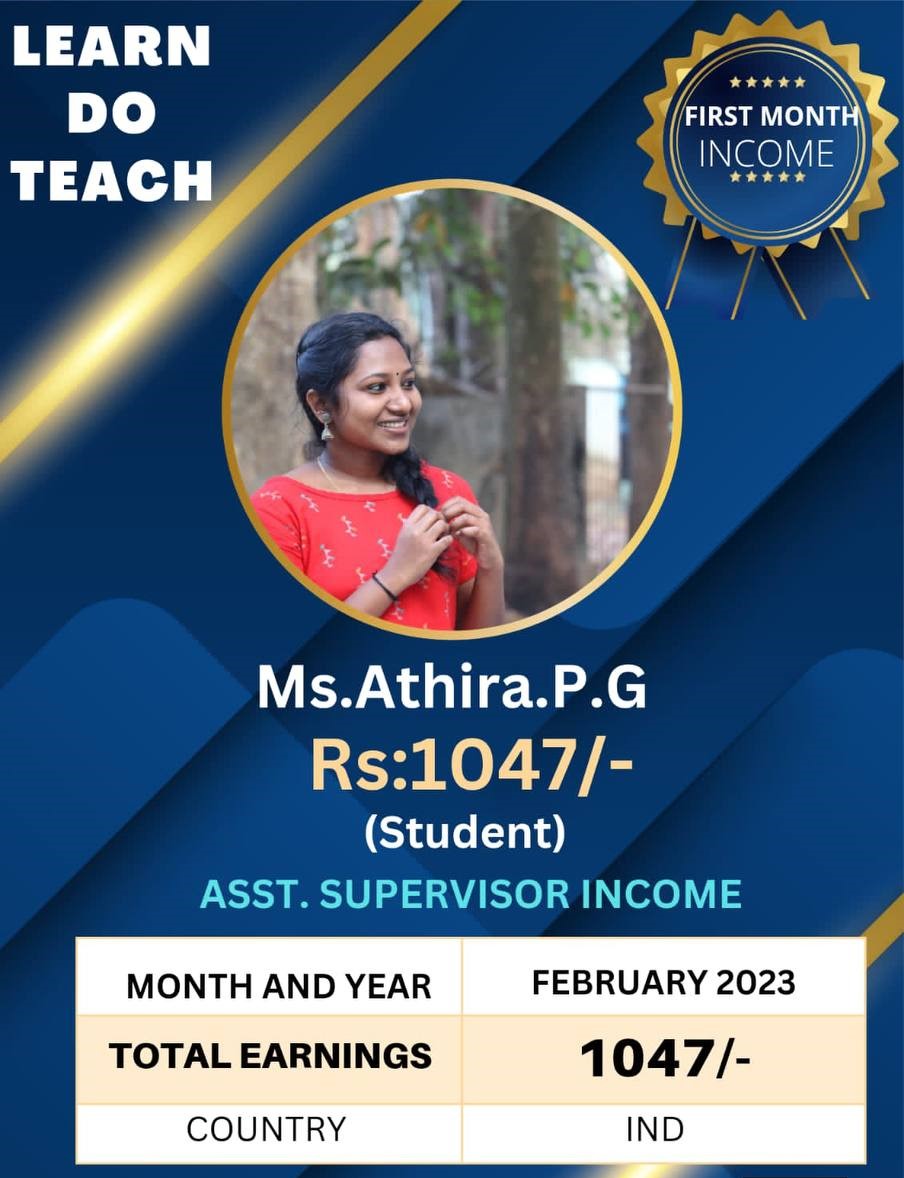 LEARN
DO
TEACH
FIRST MONTH
INCOME
Ms.Athira.P.G
Rs:1047/-
(Student)
ASST. SUPERVISOR INCOME
MONTH AND YEAR FEBRUARY 2023
TOTAL EARNINGS 1047/-
COUNTRY IND